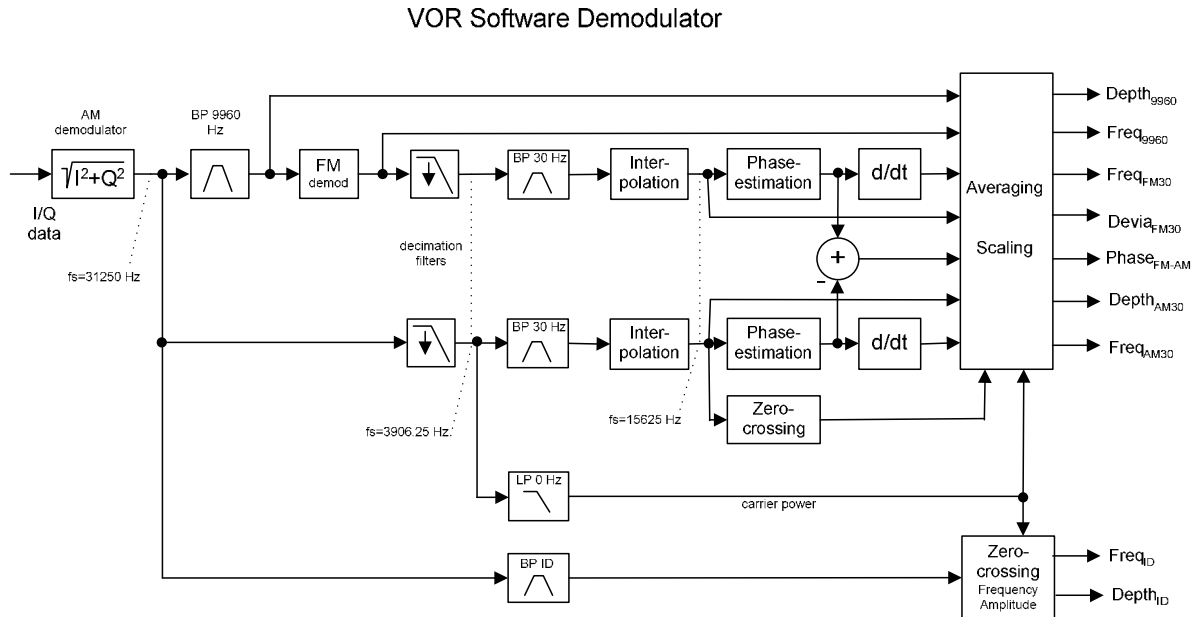 VOR Software Demodulator
AM
demodulator
√I²+Q²
I/Q
data
fs=31250 Hz
BP 9960
Hz
FM
demod
decimation
filters
BP 30 Hz
Inter-
polation
Phase-
estimation
d/dt
+
−
BP 30 Hz
Inter-
polation
Phase-
estimation
d/dt
fs=3906.25 Hz.
fs=15625 Hz
Zero-
crossing
LP 0 Hz
carrier power
BP ID
Averaging
Scaling
Zero-
crossing
Frequency
Amplitude
Depth9960
Freq9960
FreqFM30
DeviaFM30
PhaseFM-AM
DepthAM30
FreqAM30
FreqID
DepthID